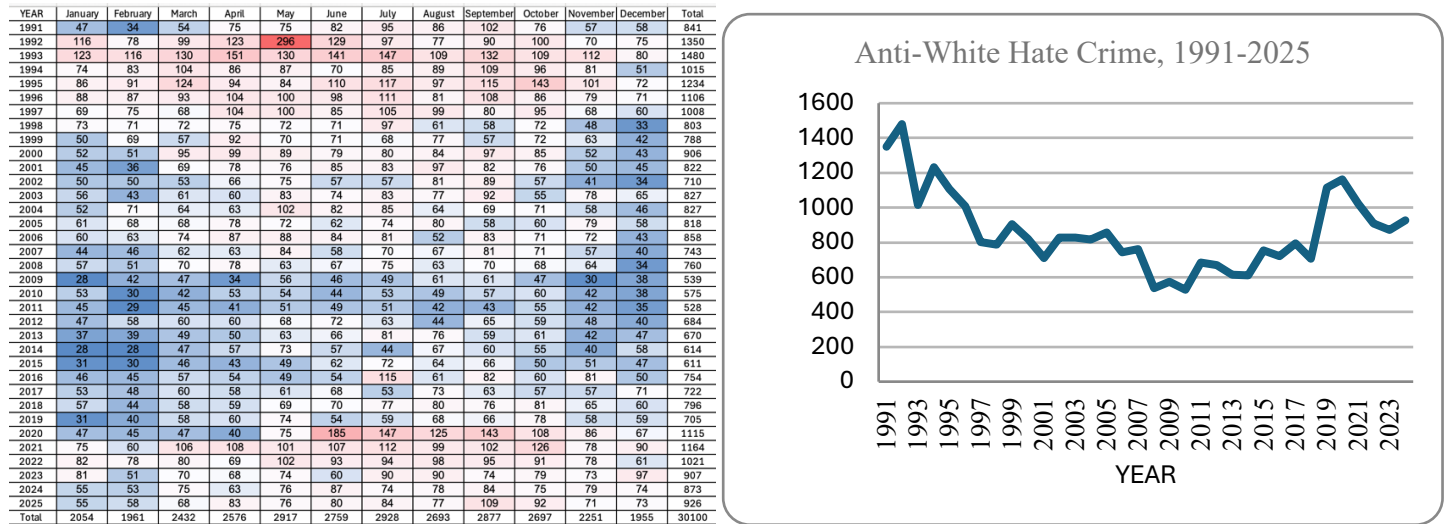 YEAR January February March April May June July August September October November December Total
1991 47 34 54 75 75 82 95 86 102 76 57 58 841
1992 116 78 99 123 296 129 97 77 90 100 70 75 1350
1993 123 116 130 151 130 141 147 109 132 109 112 80 1480
1994 74 83 104 86 87 70 85 89 109 96 81 51 1015
1995 86 91 124 94 84 110 117 97 115 143 101 72 1234
1996 88 87 93 104 100 98 111 81 108 86 79 71 1106
1997 69 75 68 104 100 85 105 99 80 95 68 60 1008
1998 73 71 72 75 72 71 97 61 58 72 48 33 803
1999 50 69 57 92 70 71 68 77 57 72 63 42 788
2000 52 51 95 99 89 79 80 84 97 85 52 43 906
2001 45 36 69 78 76 85 83 97 82 76 50 45 822
2002 50 50 53 66 75 57 57 81 89 57 41 34 710
2003 56 43 61 60 83 74 83 77 92 55 78 65 827
2004 52 71 64 63 102 82 85 64 69 71 58 46 827
2005 61 68 68 78 72 62 74 80 58 60 79 58 818
2006 60 63 74 87 88 84 81 52 83 71 72 43 858
2007 44 46 62 63 84 58 70 67 81 71 57 40 743
2008 57 51 70 78 63 67 75 63 70 68 64 34 760
2009 28 42 47 34 56 46 49 61 61 47 30 38 539
2010 53 30 42 53 54 44 53 49 57 60 42 38 575
2011 45 29 45 41 51 49 51 42 43 55 42 35 528
2012 47 58 60 60 68 72 63 44 65 59 48 40 684
2013 37 39 49 50 63 66 81 76 59 61 42 47 670
2014 28 28 47 57 73 57 44 67 60 55 40 58 614
2015 31 30 46 43 49 62 72 64 66 50 51 47 611
2016 46 45 57 54 49 54 115 61 82 60 81 50 754
2017 53 48 60 58 61 68 53 73 63 57 57 71 722
2018 57 44 58 59 69 70 77 80 76 81 65 60 796
2019 31 40 58 60 74 54 59 68 66 78 58 59 705
2020 47 45 47 40 75 185 147 125 143 108 86 67 1115
2021 75 60 106 108 101 107 112 99 102 126 78 90 1164
2022 82 78 80 69 102 93 94 98 95 91 78 61 1021
2023 81 51 70 68 74 60 90 90 74 79 73 97 907
2024 55 53 75 63 76 87 74 78 84 75 79 74 873
2025 55 58 68 83 76 80 84 77 109 92 71 73 926
Total 2054 1961 2432 2576 2917 2759 2928 2693 2877 2697 2251 1955 30100
Anti-White Hate Crime, 1991-2025
1600
1400
1200
1000
800
600
400
200
0
1991 1993 1995 1997 1999 2001 2003 2005 2007 2009 2011 2013 2015 2017 2019 2021 2023
YEAR